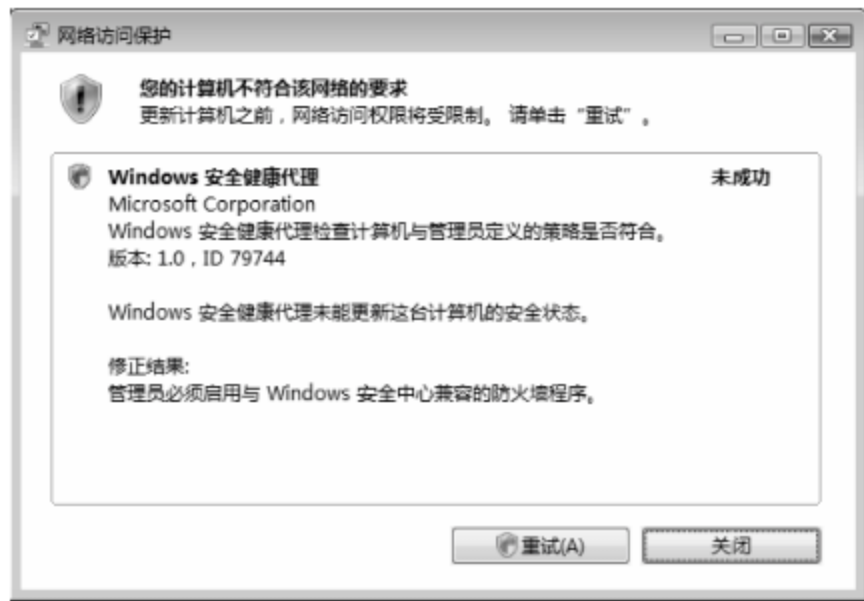 网络访问保护
您的计算机不符合该网络的要求
更新计算机之前，网络访问权限将受限制。 请单击“重试”。
Windows 安全健康代理 未成功
Microsoft Corporation
Windows 安全健康代理检查计算机与管理员定义的策略是否符合。
版本: 1.0，ID 79744
Windows 安全健康代理未能更新这台计算机的安全状态。
修正结果:
管理员必须启用与 Windows 安全中心兼容的防火墙程序。
重试(A) 关闭